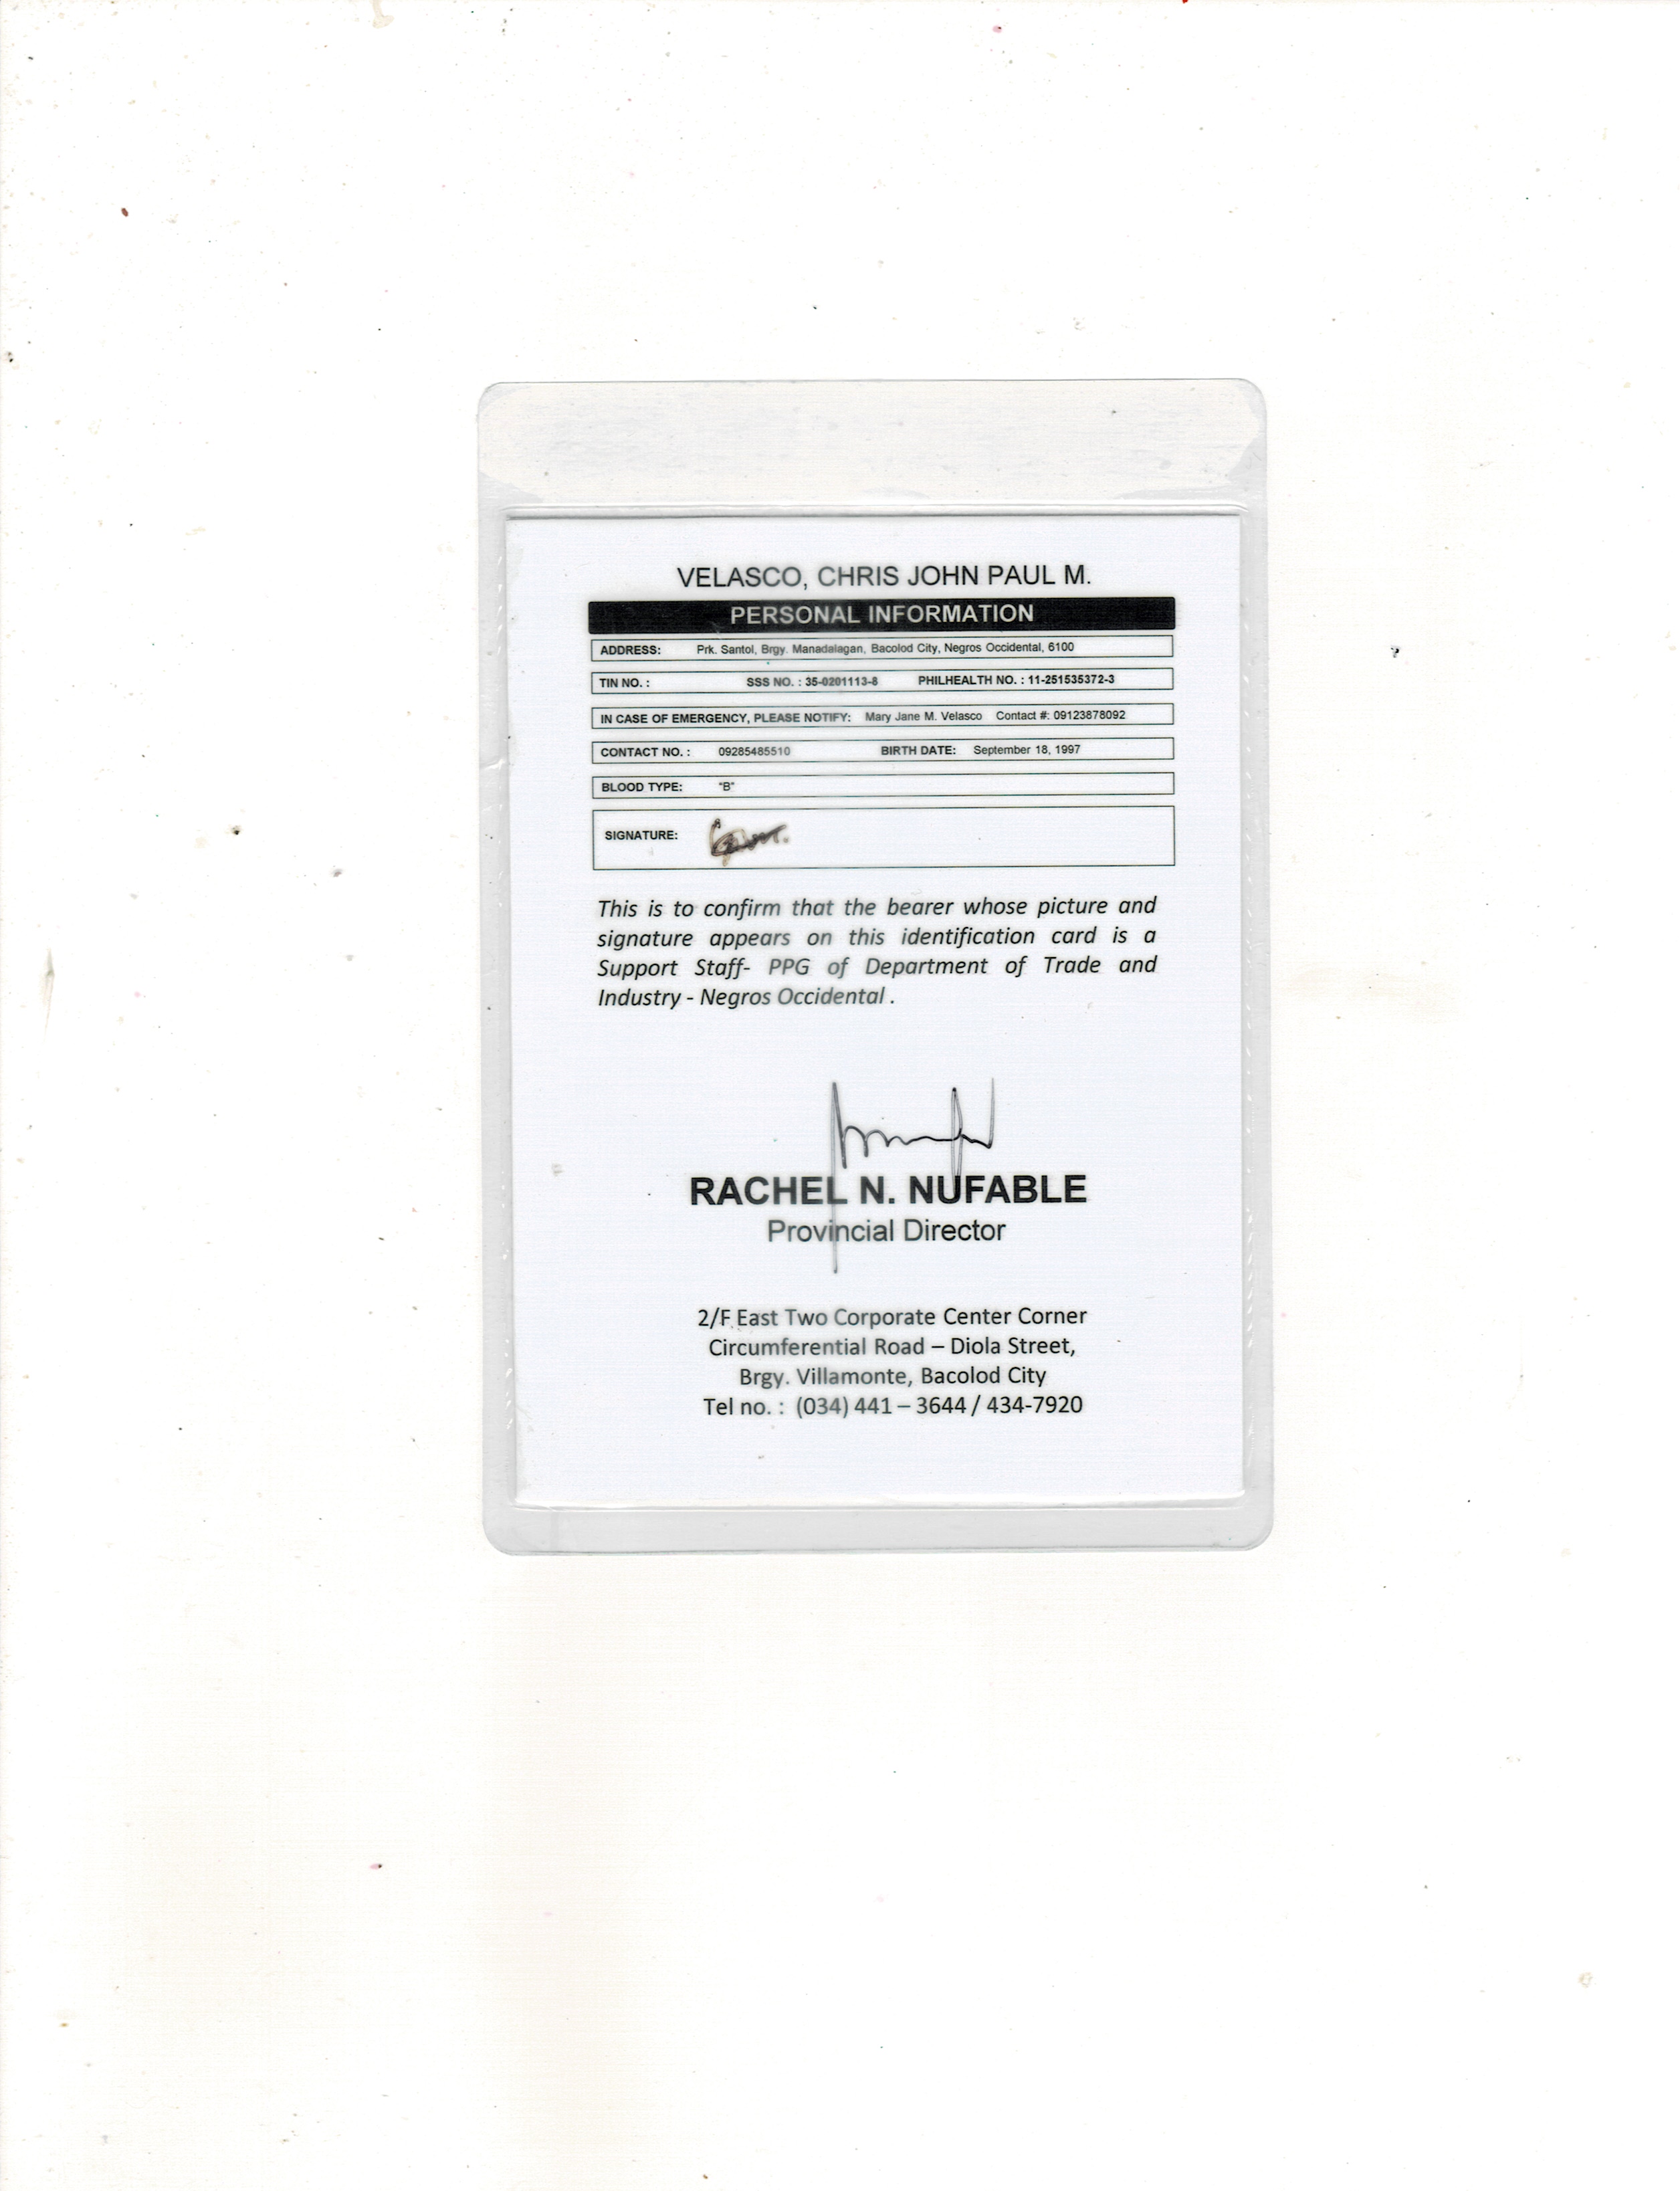 VELASCO, CHRIS JOHN PAUL M.
PERSONAL INFORMATION
ADDRESS: Prk. Santol, Brgy. Manadalagan, Bacolod City, Negros Occidental, 6100
TIN NO. : SSS NO. : 35-0201113-8 PHILHEALTH NO. : 11-251535372-3
IN CASE OF EMERGENCY, PLEASE NOTIFY: Mary Jane M. Velasco Contact #: 09123878092
CONTACT NO. : 09285485510 BIRTH DATE: September 18, 1997
BLOOD TYPE: "B"
SIGNATURE:
This is to confirm that the bearer whose picture and
signature appears on this identification card is a
Support Staff- PPG of Department of Trade and
Industry - Negros Occidental .
RACHEL N. NUFABLE
Provincial Director
2/F East Two Corporate Center Corner
Circumferential Road – Diola Street,
Brgy. Villamonte, Bacolod City
Tel no. : (034) 441 – 3644 / 434-7920